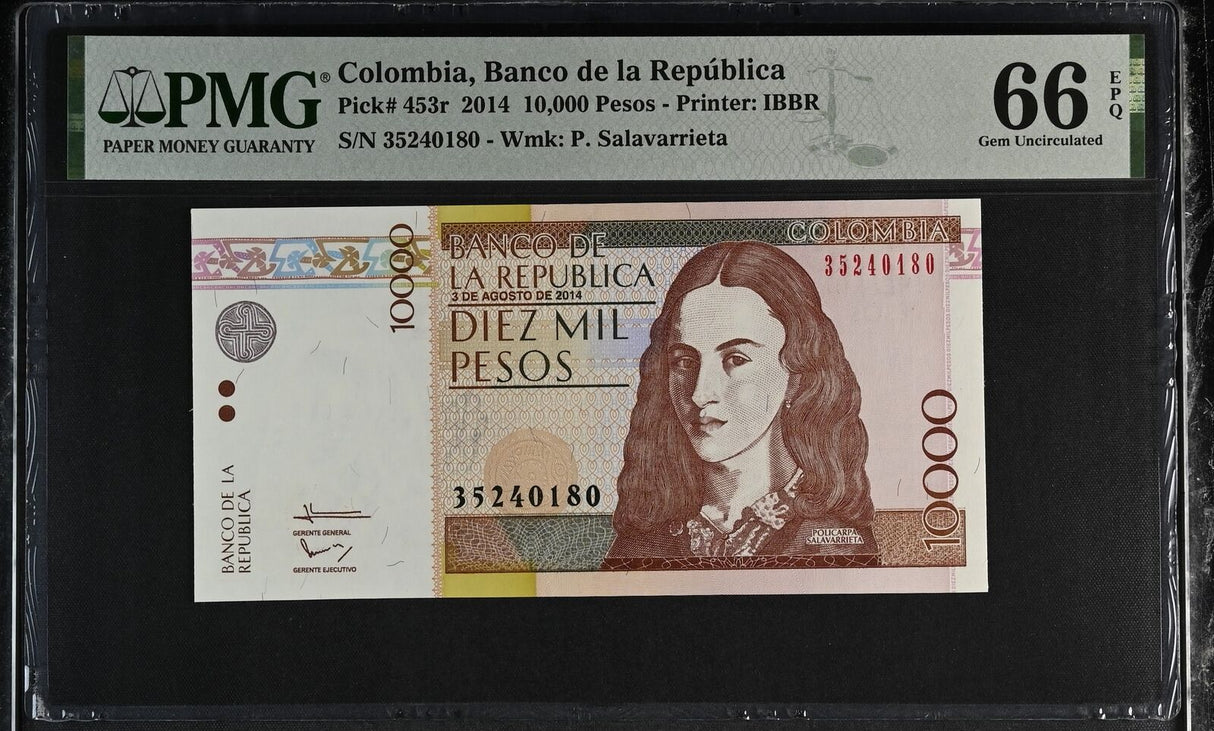 PMG®
PAPER MONEY GUARANTY
Colombia, Banco de la República
Pick# 453r 2014 10,000 Pesos - Printer: IBBR
S/N 35240180 - Wmk: P. Salavarrieta
66
EPQ
Gem Uncirculated
10000
BANCO DE
LA REPUBLICA
3 DE AGOSTO DE 2014
DIEZ MIL
PESOS
COLOMBIA
35240180
35240180
BANCO DE LA
REPUBLICA
GERENTE GENERAL
GERENTE EJECUTIVO
POLICARPA
SALAVARRIETA
10000